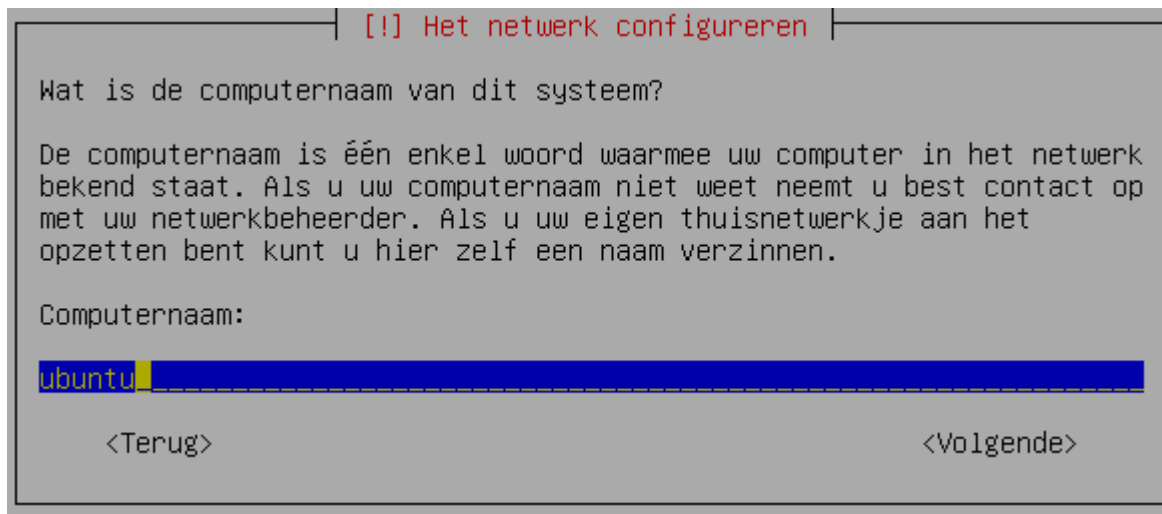 [!] Het netwerk configureren
Wat is de computernaam van dit systeem?
De computernaam is één enkel woord waarmee uw computer in het netwerk
bekend staat. Als u uw computernaam niet weet neemt u best contact op
met uw netwerkbeheerder. Als u uw eigen thuisnetwerkje aan het
opzetten bent kunt u hier zelf een naam verzinnen.
Computernaam:
ubuntu
<Terug> <Volgende>